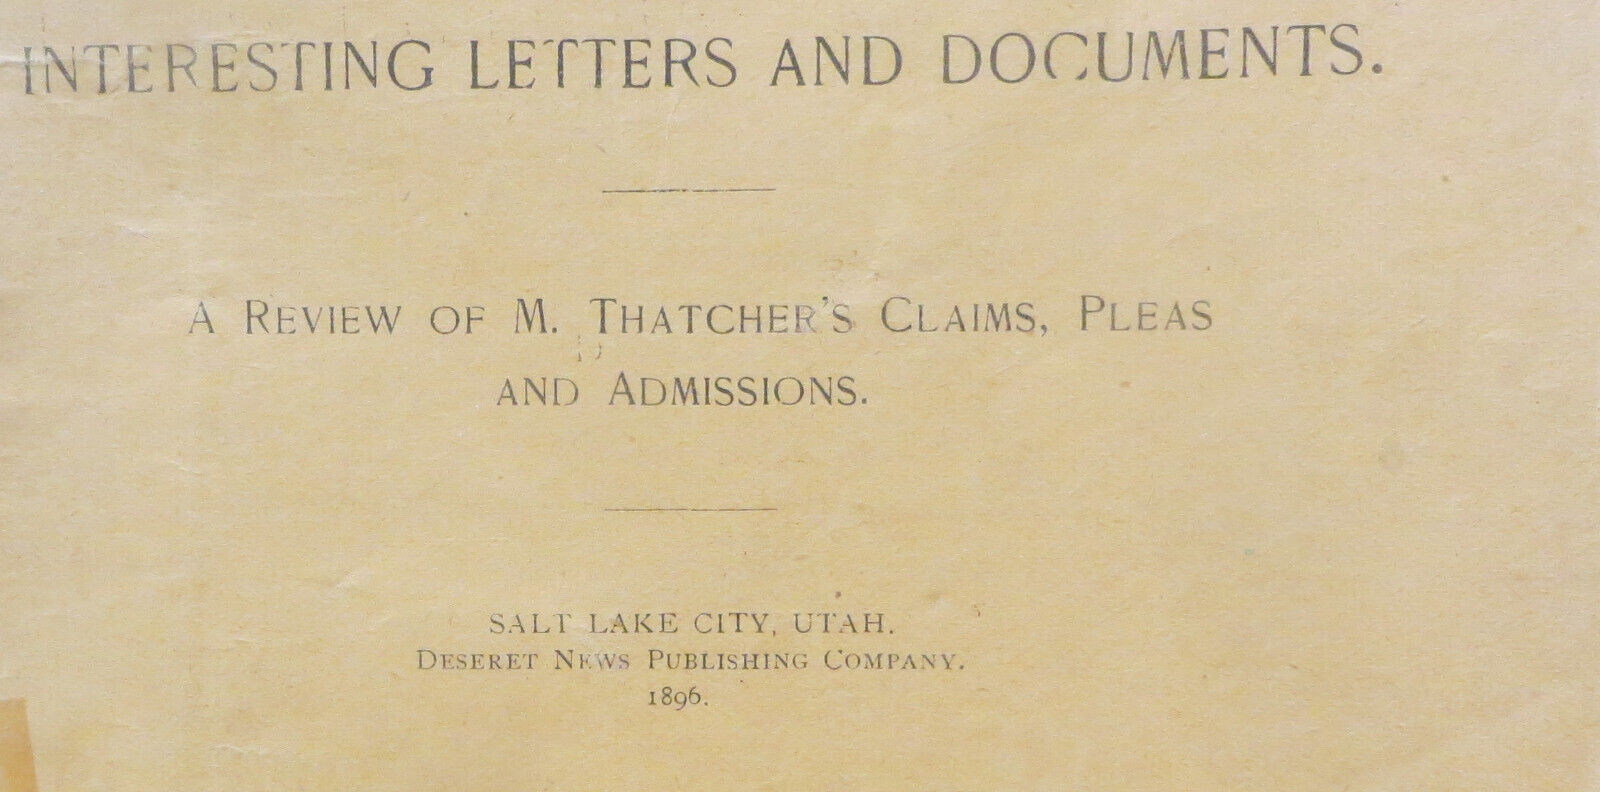 INTERESTING LETTERS AND DOCUMENTS.
A REVIEW OF M. THATCHER'S CLAIMS, PLEAS
AND ADMISSIONS.
SALT LAKE CITY, UTAH.
DESERET NEWS PUBLISHING COMPANY.
1896.